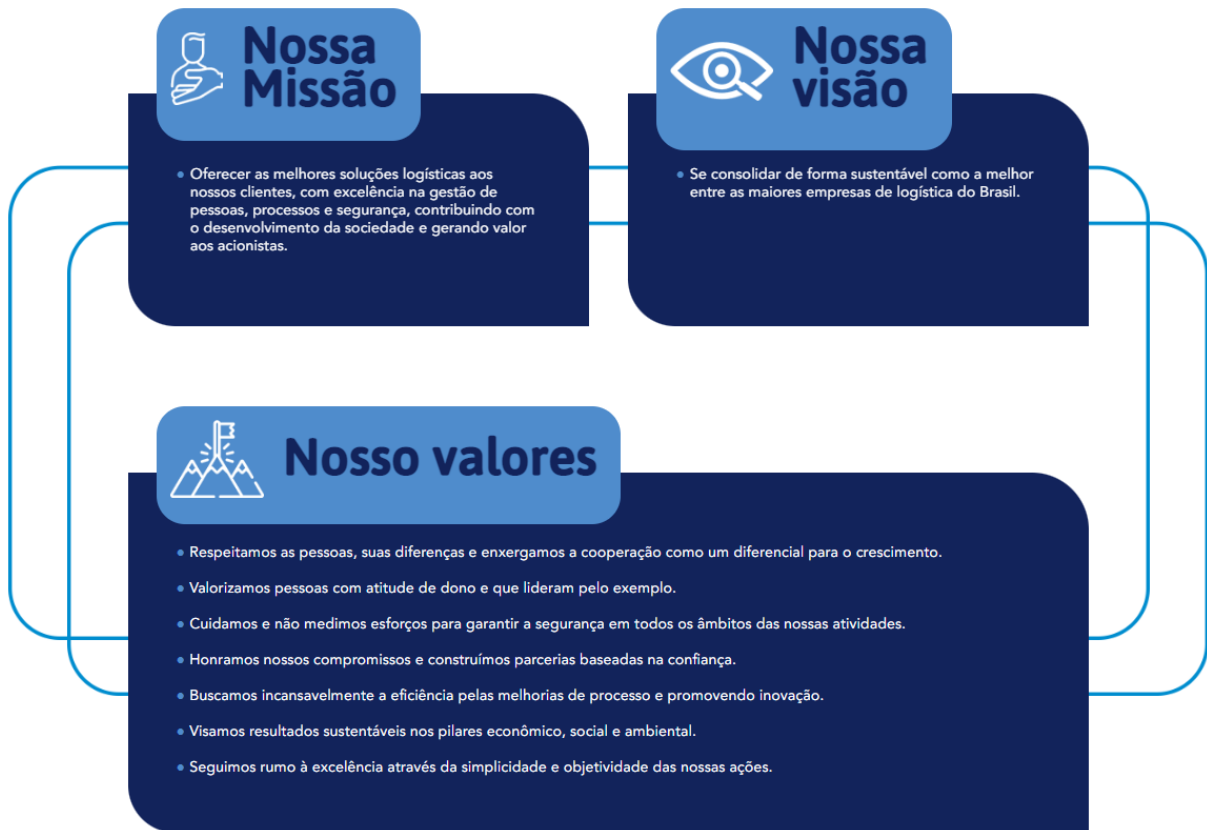 Nossa
Missão
Oferecer as melhores soluções logísticas aos
nossos clientes, com excelência na gestão de
pessoas, processos e segurança, contribuindo com
o desenvolvimento da sociedade e gerando valor
aos acionistas.
Nossa
visão
Se consolidar de forma sustentável como a melhor
entre as maiores empresas de logística do Brasil.
Nosso valores
Respeitamos as pessoas, suas diferenças e enxergamos a cooperação como um diferencial para o crescimento.
Valorizamos pessoas com atitude de dono e que lideram pelo exemplo.
Cuidamos e não medimos esforços para garantir a segurança em todos os âmbitos das nossas atividades.
Honramos nossos compromissos e construímos parcerias baseadas na confiança.
Buscamos incansavelmente a eficiência pelas melhorias de processo e promovendo inovação.
Visamos resultados sustentáveis nos pilares econômico, social e ambiental.
Seguimos rumo à excelência através da simplicidade e objetividade das nossas ações.